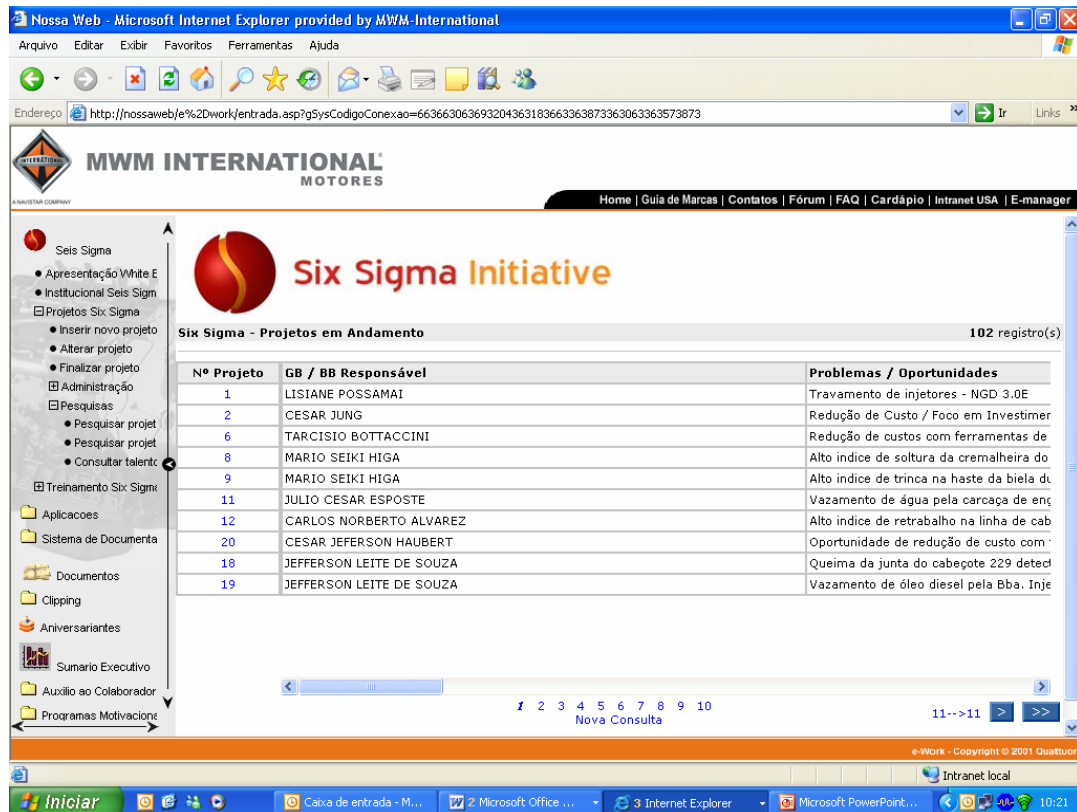 Nossa Web - Microsoft Internet Explorer provided by MWM-International
Arquivo Editar Exibir Favoritos Ferramentas Ajuda
Endereço http://nossaweb/e%2Dwork/entrada.asp?gSysCodigoConexao=
Ir Links »
INTERNATIONAL
A NAVISTAR COMPANY
MWM INTERNATIONAL
MOTORES
Home | Guia de Marcas | Contatos | Fórum | FAQ | Cardápio | Intranet USA | E-manager
Seis Sigma
Apresentação White E
Institucional Seis Sigm
Projetos Six Sigma
Inserir novo projeto
Alterar projeto
Finalizar projeto
Administração
Pesquisas
Pesquisar projet
Pesquisar projet
Consultar talento
Treinamento Six Sigma
Aplicacoes
Sistema de Documenta
Documentos
Clipping
Aniversariantes
Sumario Executivo
Auxilio ao Colaborador
Programas Motivaciona
Six Sigma Initiative
Six Sigma - Projetos em Andamento 102 registro(s)
Nº Projeto GB / BB Responsável Problemas / Oportunidades
1 LISIANE POSSAMAI Travamento de injetores - NGD 3.0E
2 CESAR JUNG Redução de Custo / Foco em Investimen
6 TARCISIO BOTTACCINI Redução de custos com ferramentas de
8 MARIO SEIKI HIGA Alto indice de soltura da cremalheira do
9 MARIO SEIKI HIGA Alto indice de trinca na haste da biela du
11 JULIO CESAR ESPOSTE Vazamento de água pela carcaça de eng
12 CARLOS NORBERTO ALVAREZ Alto indice de retrabalho na linha de cab
20 CESAR JEFERSON HAUBERT Oportunidade de redução de custo com
18 JEFFERSON LEITE DE SOUZA Queima da junta do cabeçote 229 detect
19 JEFFERSON LEITE DE SOUZA Vazamento de óleo diesel pela Bba. Inje
1 2 3 4 5 6 7 8 9 10
Nova Consulta
11-->11 > >>
e-Work - Copyright © 2001 Quattuor
Intranet local
Iniciar Caixa de entrada - M... 2 Microsoft Office ... 3 Internet Explorer Microsoft PowerPoint... 10:21